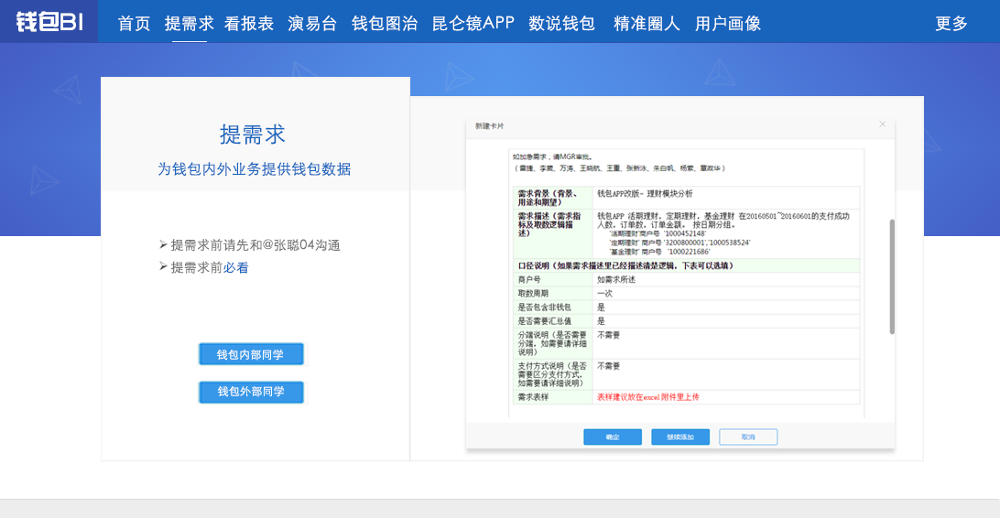 钱包BI
首页 提需求 看报表 演易台 钱包图治 昆仑镜APP 数说钱包 精准圈人 用户画像 更多
提需求
为钱包内外业务提供钱包数据
➢ 提需求前请先和@张聪04沟通
➢ 提需求前必看
钱包内部同学
钱包外部同学
新建卡片
如加急需求，请MGR审批。
（雷捷、李葳、万涛、王晓航、王重、张新泳、朱白帆、杨紫、覃政华）
需求背景（背景、
用途和期望）
钱包APP改版- 理财模块分析
需求描述（需求指
标及取数逻辑描
述）
钱包APP 活期理财，定期理财，基金理财 在20160501~20160601的支付成功
人数，订单数，订单金额。 按日期分组。
'活期理财'商户号 '1000452148'
'定期理财' 商户号 '3200800001','1000538524'
'基金理财' 商户号 '1000221686'
口径说明（如果需求描述里已经描述清楚逻辑，下表可以选填）
商户号 如需求所述
取数周期 一次
是否包含非钱包 是
是否需要汇总值 是
分端说明（是否需要
分端，如需要请详细
说明）
不需要
支付方式说明（是否
需要区分支付方式，
如需要请详细说明）
不需要
需求表样 表样建议放在excel 附件里上传
确定 继续添加 取消